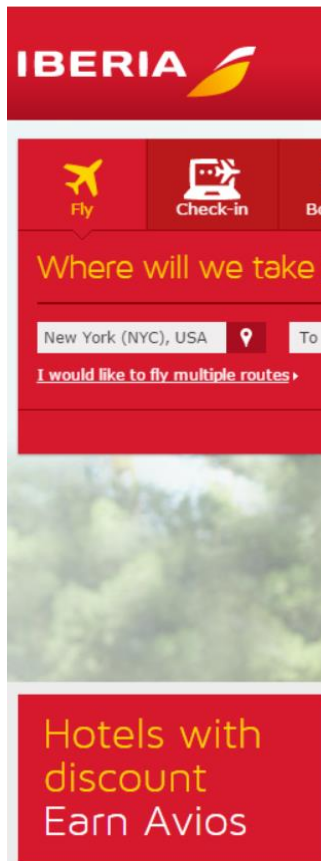 IBERIA
Fly
Check-in
Bo
Where will we take
New York (NYC), USA
To
I would like to fly multiple routes
Hotels with
discount
Earn Avios